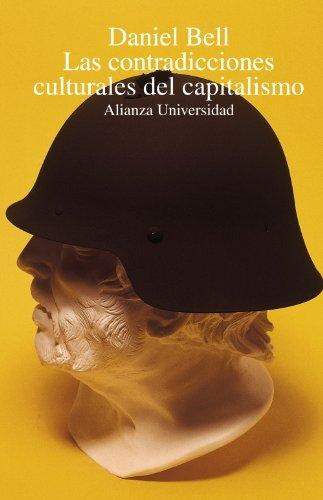 Daniel Bell
Las contradicciones
culturales del capitalismo
Alianza Universidad